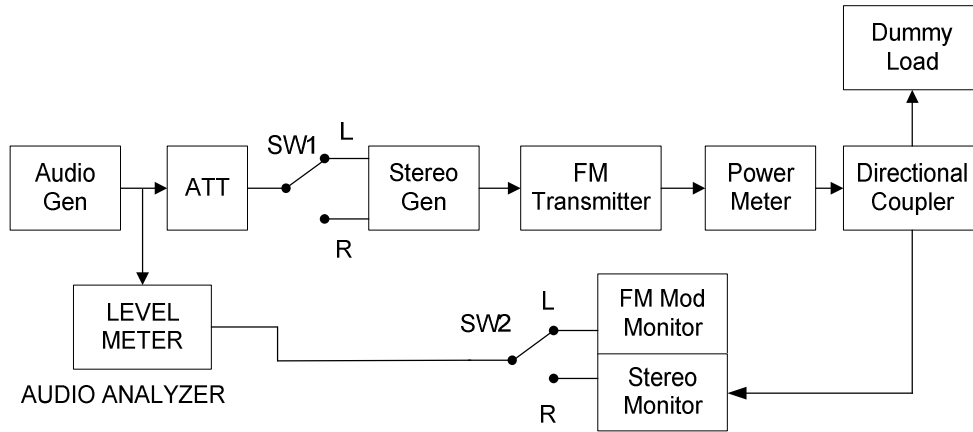 Dummy
Load
Audio
Gen
ATT
SW1
L
R
Stereo
Gen
FM
Transmitter
Power
Meter
Directional
Coupler
LEVEL
METER
AUDIO ANALYZER
SW2
L
R
FM Mod
Monitor
Stereo
Monitor